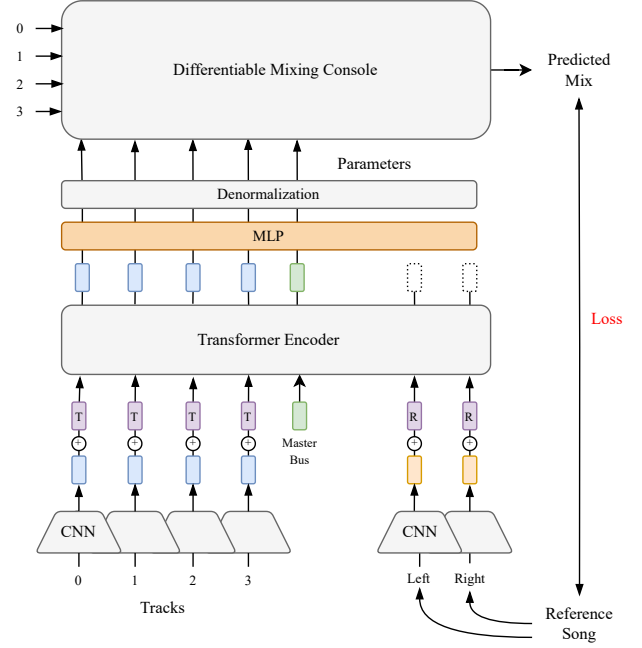 0
1
2
3
Differentiable Mixing Console
Predicted
Mix
Parameters
Denormalization
MLP
Loss
Transformer Encoder
T T T T R R
+ + + + + +
Master
Bus
CNN CNN
0 1 2 3 Left Right
Tracks
Reference
Song